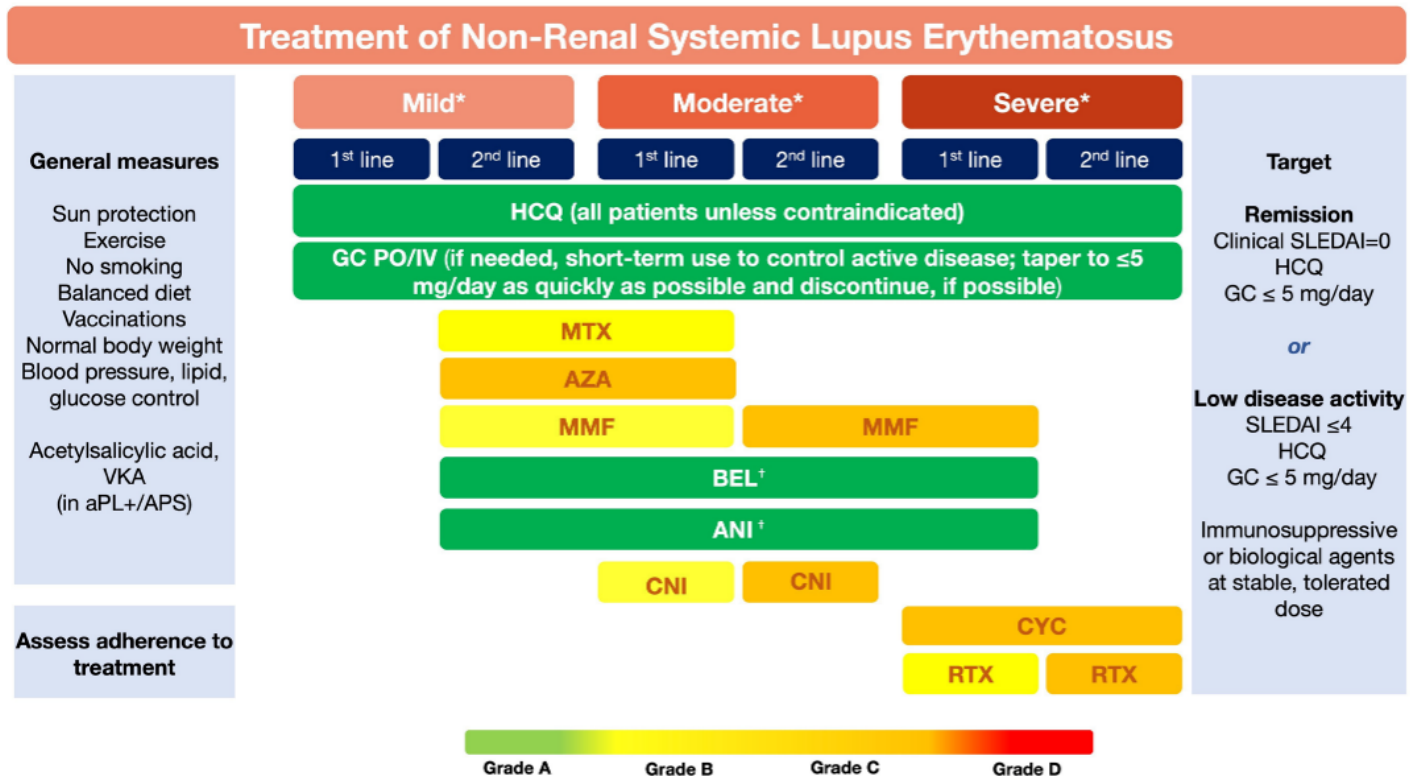 Treatment of Non-Renal Systemic Lupus Erythematosus
General measures
Sun protection
Exercise
No smoking
Balanced diet
Vaccinations
Normal body weight
Blood pressure, lipid,
glucose control
Acetylsalicylic acid,
VKA
(in aPL+/APS)
Assess adherence to
treatment
Mild*
Moderate*
Severe*
1st line
2nd line
1st line
2nd line
1st line
2nd line
HCQ (all patients unless contraindicated)
GC PO/IV (if needed, short-term use to control active disease; taper to ≤5
mg/day as quickly as possible and discontinue, if possible)
MTX
AZA
MMF
MMF
BEL†
ANI †
CNI
CNI
CYC
RTX
RTX
Target
Remission
Clinical SLEDAI=0
HCQ
GC ≤ 5 mg/day
or
Low disease activity
SLEDAI ≤4
HCQ
GC ≤ 5 mg/day
Immunosuppressive
or biological agents
at stable, tolerated
dose
Grade A
Grade B
Grade C
Grade D